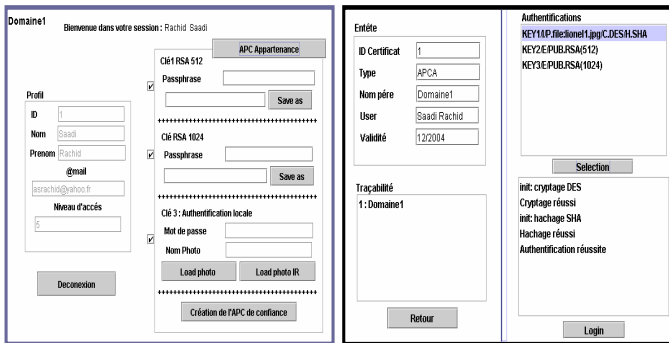 Domaine1
Bienvenue dans votre session : Rachid Saadi
APC Appartenance
Profil
ID 1
Nom Saadi
Prenom Rachid
@mail
asrachid@yahoo.fr
Niveau d'accés
5
Deconexion
Clé1 RSA 512
Passphrase
Save as
Clé RSA 1024
Passphrase
Save as
Clé 3 : Authentification locale
Mot de passe
Nom Photo
Load photo Load photo IR
Création de l'APC de confiance
Entéte
ID Certificat 1
Type APCA
Nom pére Domaine1
User Saadi Rachid
Validité 12/2004
Traçabilité
1 : Domaine1
Retour
Authentifications
KEY1/I/P.file:lionel1.jpg/C.DES/H.SHA
KEY2/E/PUB.RSA(512)
KEY3/E/PUB.RSA(1024)
Selection
init: cryptage DES
Cryptage réussi
init: hachage SHA
Hachage réussi
Authentification réussite
Login